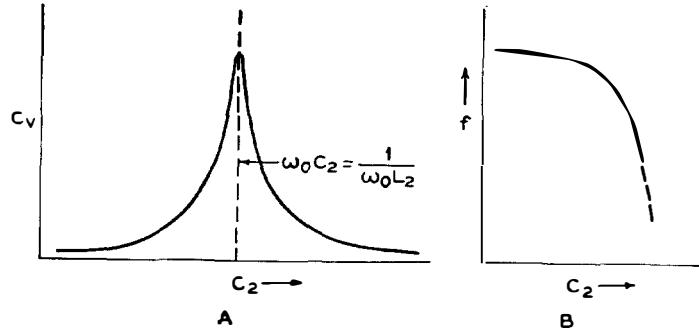 Cv
ω₀C₂ = 1/ω₀L₂
C₂
A
f
C₂
B